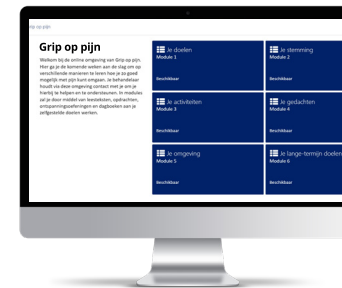 rip op pijn
Grip op pijn
Welkom bij de online omgeving van Grip op pijn.
Hier ga je de komende weken aan de slag om op
verschillende manieren te leren hoe je zo goed
mogelijk met pijn kunt omgaan. Je behandelaar
houdt via deze omgeving contact met je om je
hierbij te helpen en te ondersteunen. In modules
zal je door middel van leesteksten, opdrachten,
ontspanningsoefeningen en dagboeken aan je
zelfgestelde doelen werken.
Je doelen
Module 1
Beschikbaar
Je stemming
Module 2
Beschikbaar
Je activiteiten
Module 3
Beschikbaar
Je gedachten
Module 4
Beschikbaar
Je omgeving
Module 5
Beschikbaar
Je lange-termijn doelen
Module 6
Beschikbaar